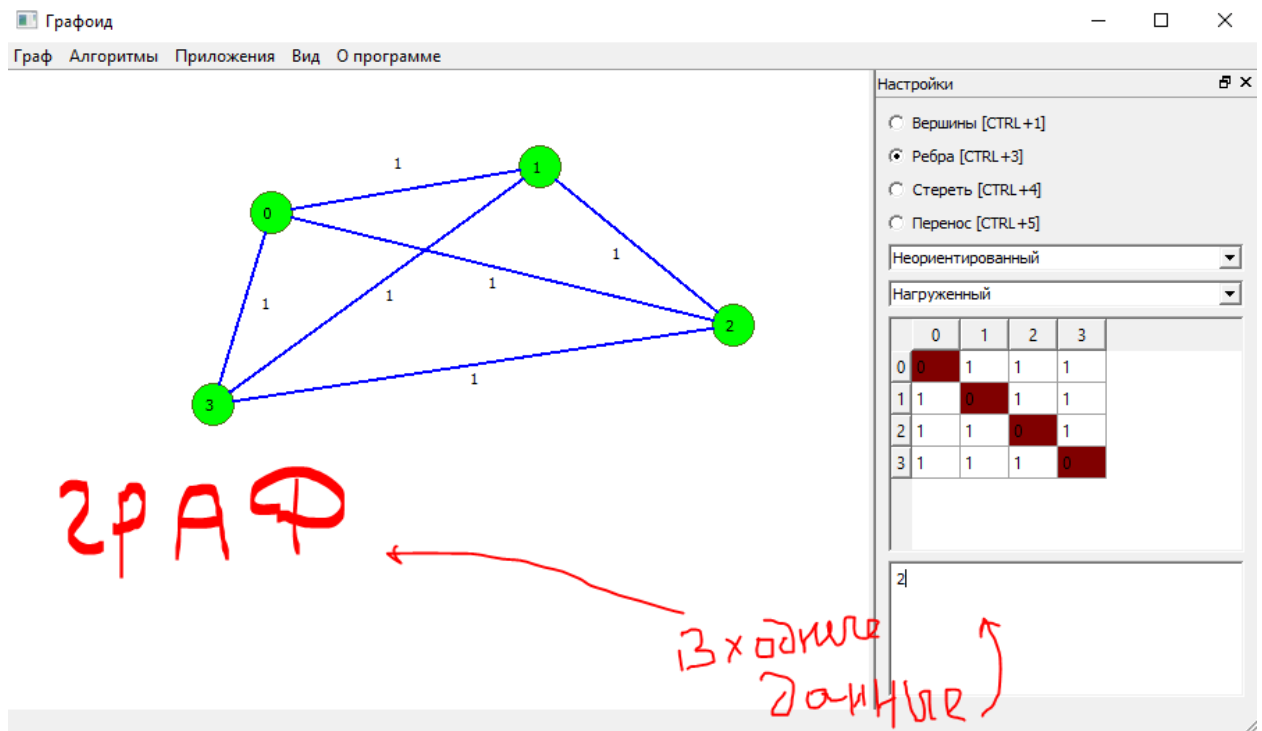 Графоид
Граф Алгоритмы Приложения Вид О программе
Настройки
Вершины [CTRL+1]
Ребра [CTRL+3]
Стереть [CTRL+4]
Перенос [CTRL+5]
Неориентированный
Нагруженный
0 1 2 3
0 0 1 1 1
1 1 0 1 1
2 1 1 0 1
3 1 1 1 0
2
1
1
0
1
1
1
1
2
1
3
граф
Входные
данные